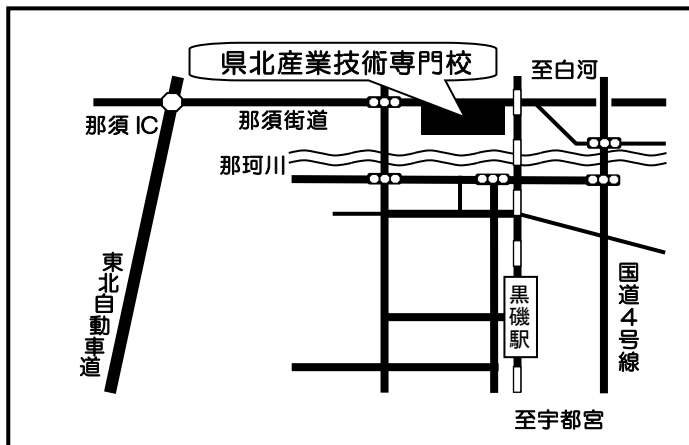 県北産業技術専門校
至白河
那須IC
那須街道
那珂川
東北自動車道
国道4号線
黒磯駅
至宇都宮